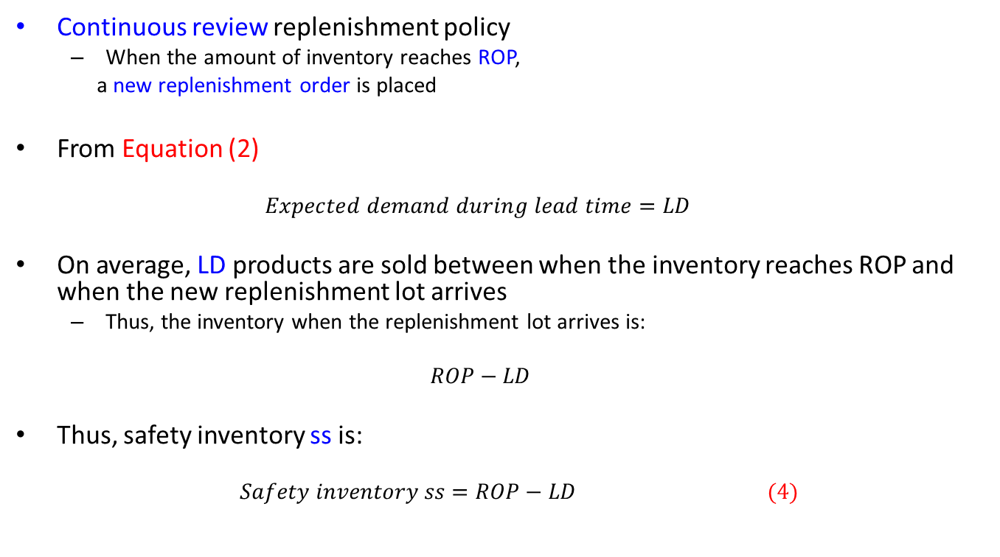 • Continuous review replenishment policy
– When the amount of inventory reaches ROP,
a new replenishment order is placed
• From Equation (2)
Expected demand during lead time = LD
• On average, LD products are sold between when the inventory reaches ROP and
when the new replenishment lot arrives
– Thus, the inventory when the replenishment lot arrives is:
ROP − LD
• Thus, safety inventory ss is:
Safety inventory ss = ROP − LD (4)